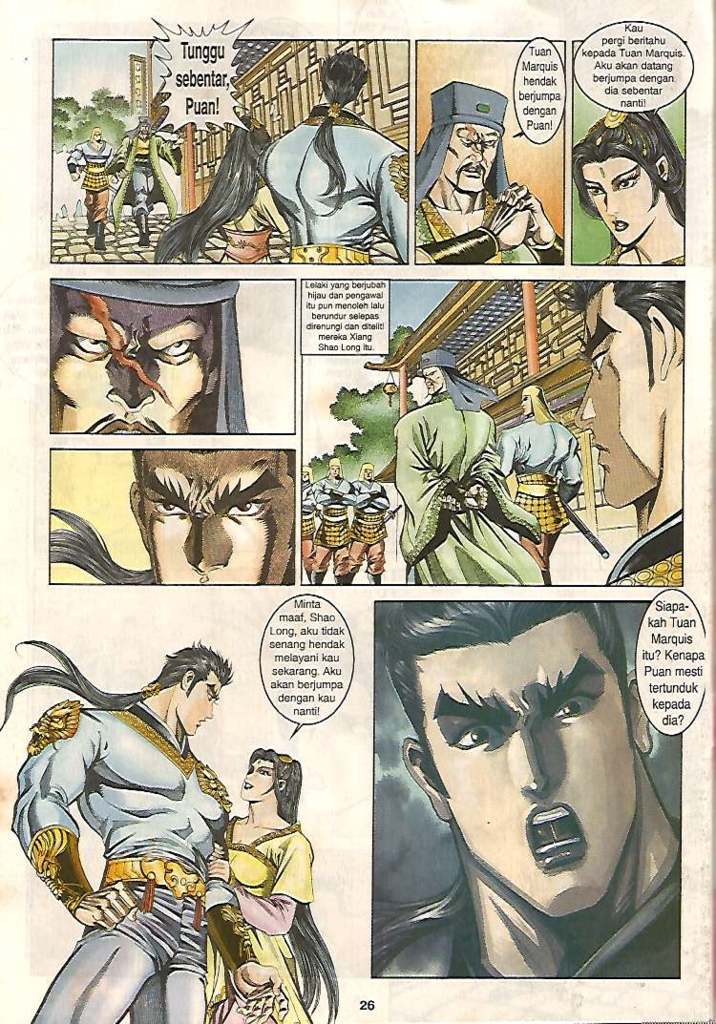 Tunggu
sebentar,
Puan!
Tuan
Marquis
hendak
berjumpa
dengan
Puan!
Kau
pergi beritahu
kepada Tuan Marquis.
Aku akan datang
berjumpa dengan
dia sebentar
nanti!
Lelaki yang berjubah
hijau dan pengawal
itu pun menoleh lalu
berundur selepas
direnungi dan diteliti
mereka Xiang
Shao Long itu.
Minta
maaf, Shao
Long, aku tidak
senang hendak
melayani kau
sekarang. Aku
akan berjumpa
dengan kau
nanti!
Siapa-
kah Tuan
Marquis
itu? Kenapa
Puan mesti
tertunduk
kepada
dia?
26